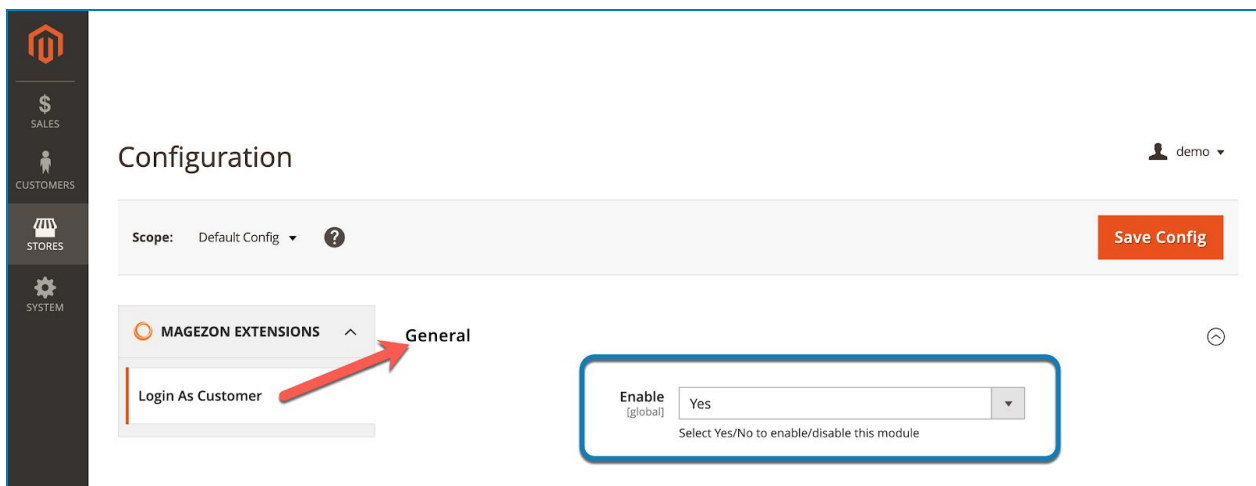 SALES
CUSTOMERS
STORES
SYSTEM
Configuration
demo
Scope: Default Config ?
Save Config
MAGEZON EXTENSIONS
Login As Customer
General
Enable
[global]
Yes
Select Yes/No to enable/disable this module